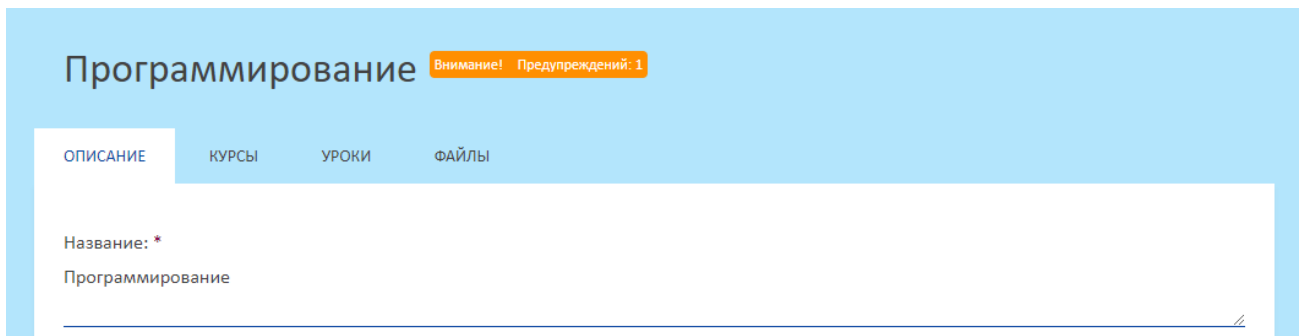 Программирование Внимание! Предупреждений: 1
ОПИСАНИЕ КУРСЫ УРОКИ ФАЙЛЫ
Название: *
Программирование